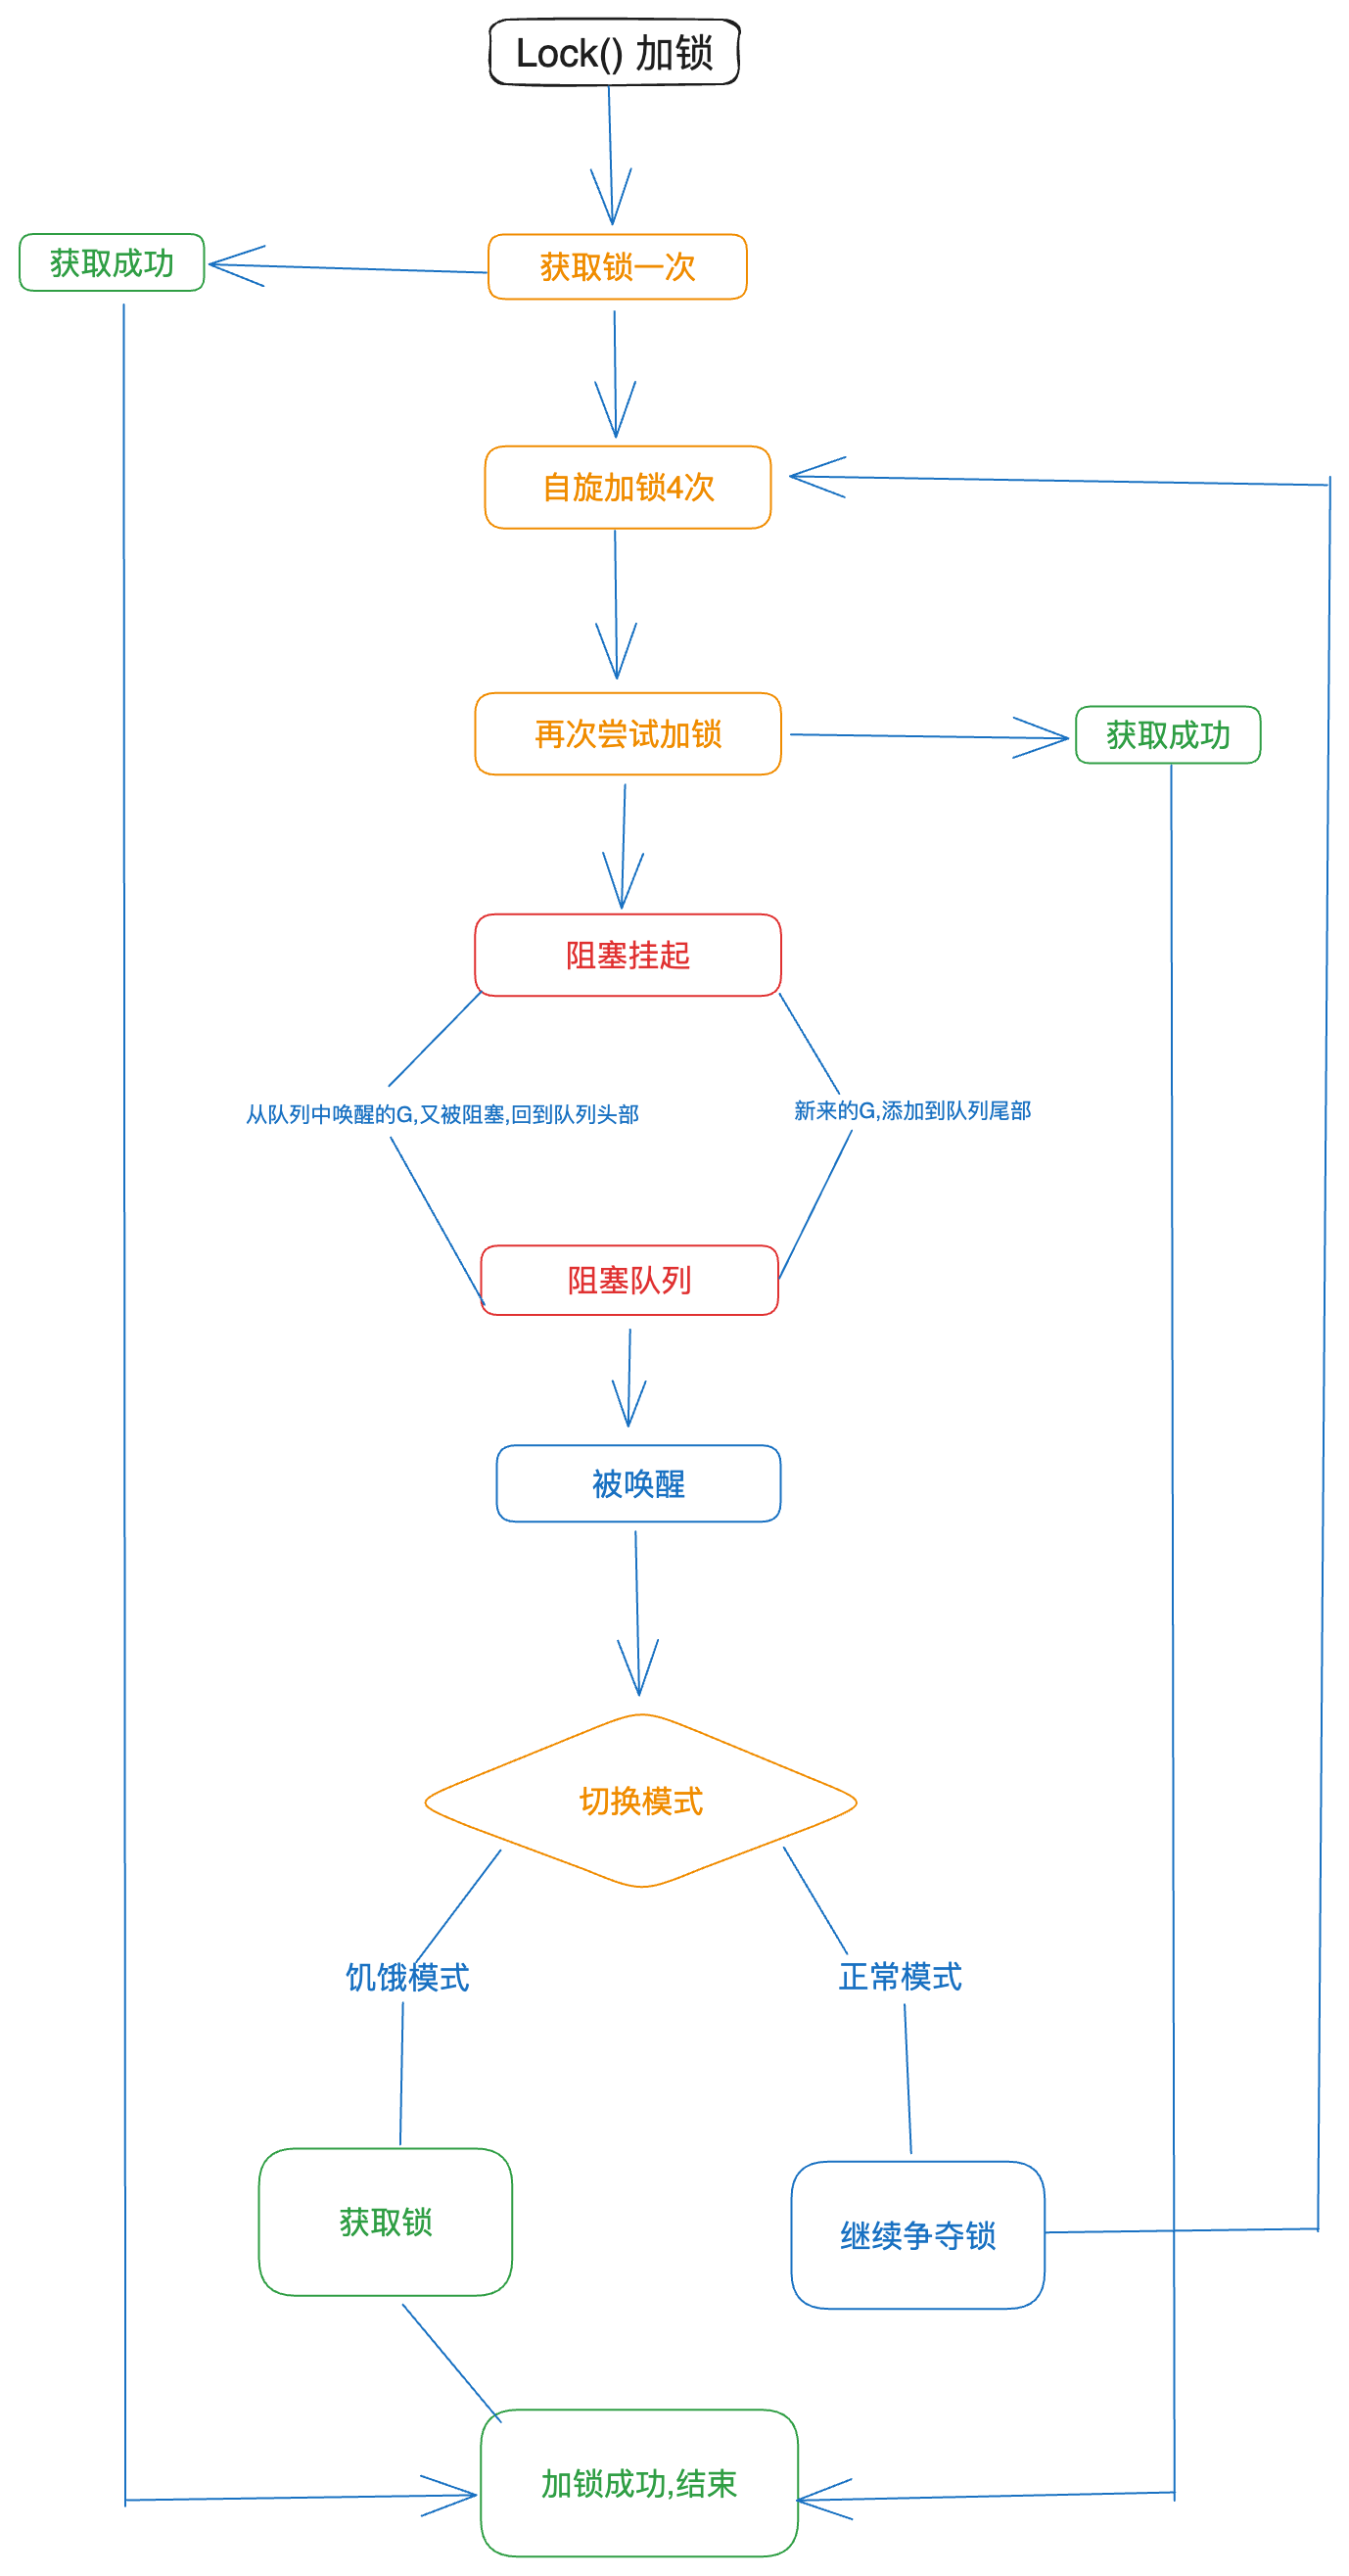 Lock() 加锁
获取成功
获取锁一次
自旋加锁4次
再次尝试加锁
获取成功
阻塞挂起
从队列中唤醒的G,又被阻塞,回到队列头部
新来的G,添加到队列尾部
阻塞队列
被唤醒
切换模式
饥饿模式
正常模式
获取锁
继续争夺锁
加锁成功,结束